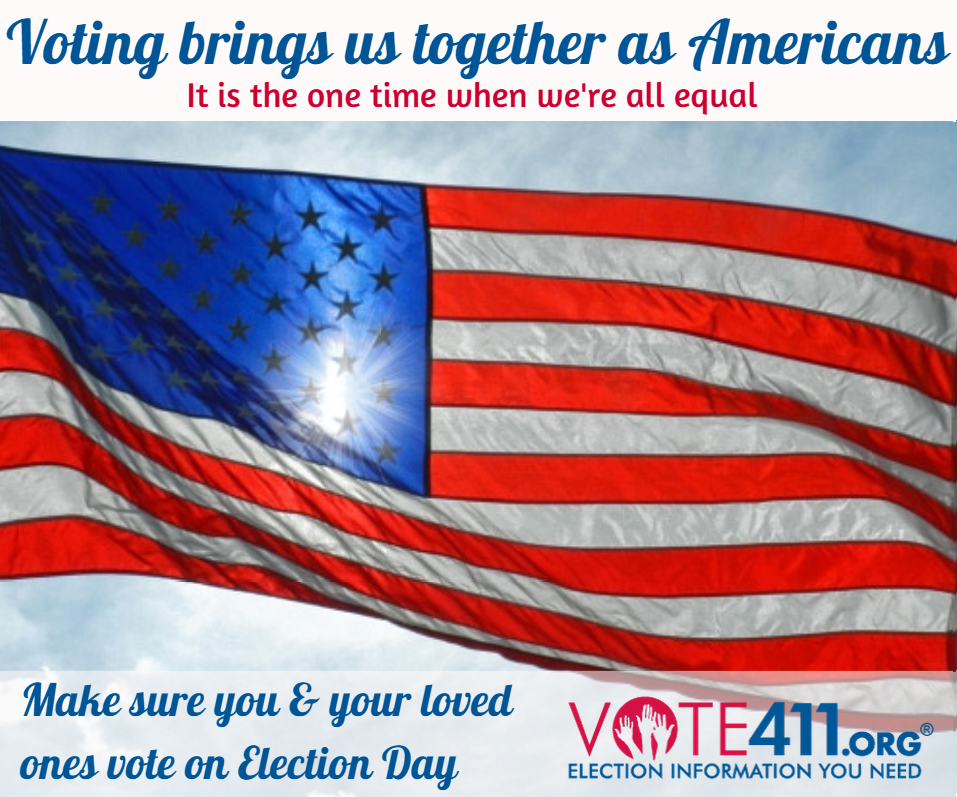 Voting brings us together as Americans
It is the one time when we're all equal
Make sure you & your loved
ones vote on Election Day
VOTE411.ORG®
ELECTION INFORMATION YOU NEED